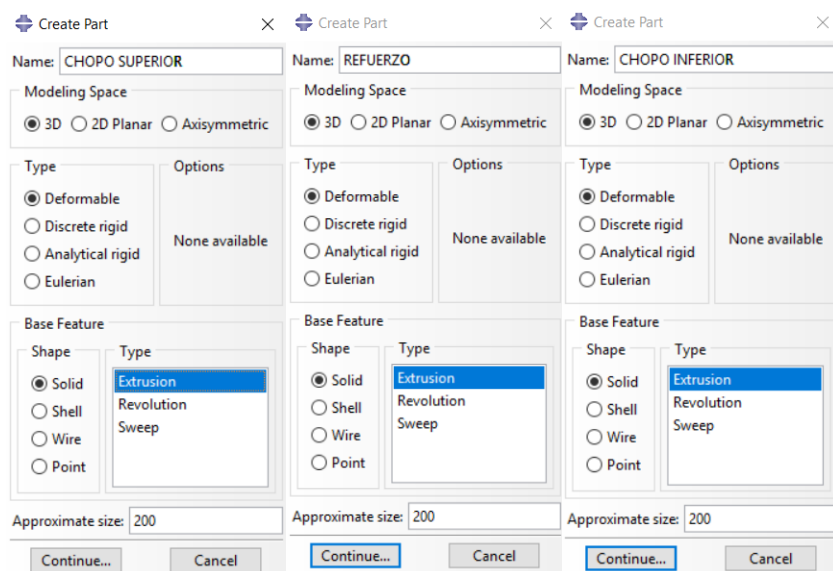 Create Part
Name: CHOPO SUPERIOR
Modeling Space
3D 2D Planar Axisymmetric
Type
Options
Deformable
Discrete rigid
Analytical rigid
Eulerian
None available
Base Feature
Shape
Type
Solid
Shell
Wire
Point
Extrusion
Revolution
Sweep
Approximate size: 200
Continue... Cancel
Create Part
Name: REFUERZO
Modeling Space
3D 2D Planar Axisymmetric
Type
Options
Deformable
Discrete rigid
Analytical rigid
Eulerian
None available
Base Feature
Shape
Type
Solid
Shell
Wire
Point
Extrusion
Revolution
Sweep
Approximate size: 200
Continue... Cancel
Create Part
Name: CHOPO INFERIOR
Modeling Space
3D 2D Planar Axisymmetric
Type
Options
Deformable
Discrete rigid
Analytical rigid
Eulerian
None available
Base Feature
Shape
Type
Solid
Shell
Wire
Point
Extrusion
Revolution
Sweep
Approximate size: 200
Continue... Cancel